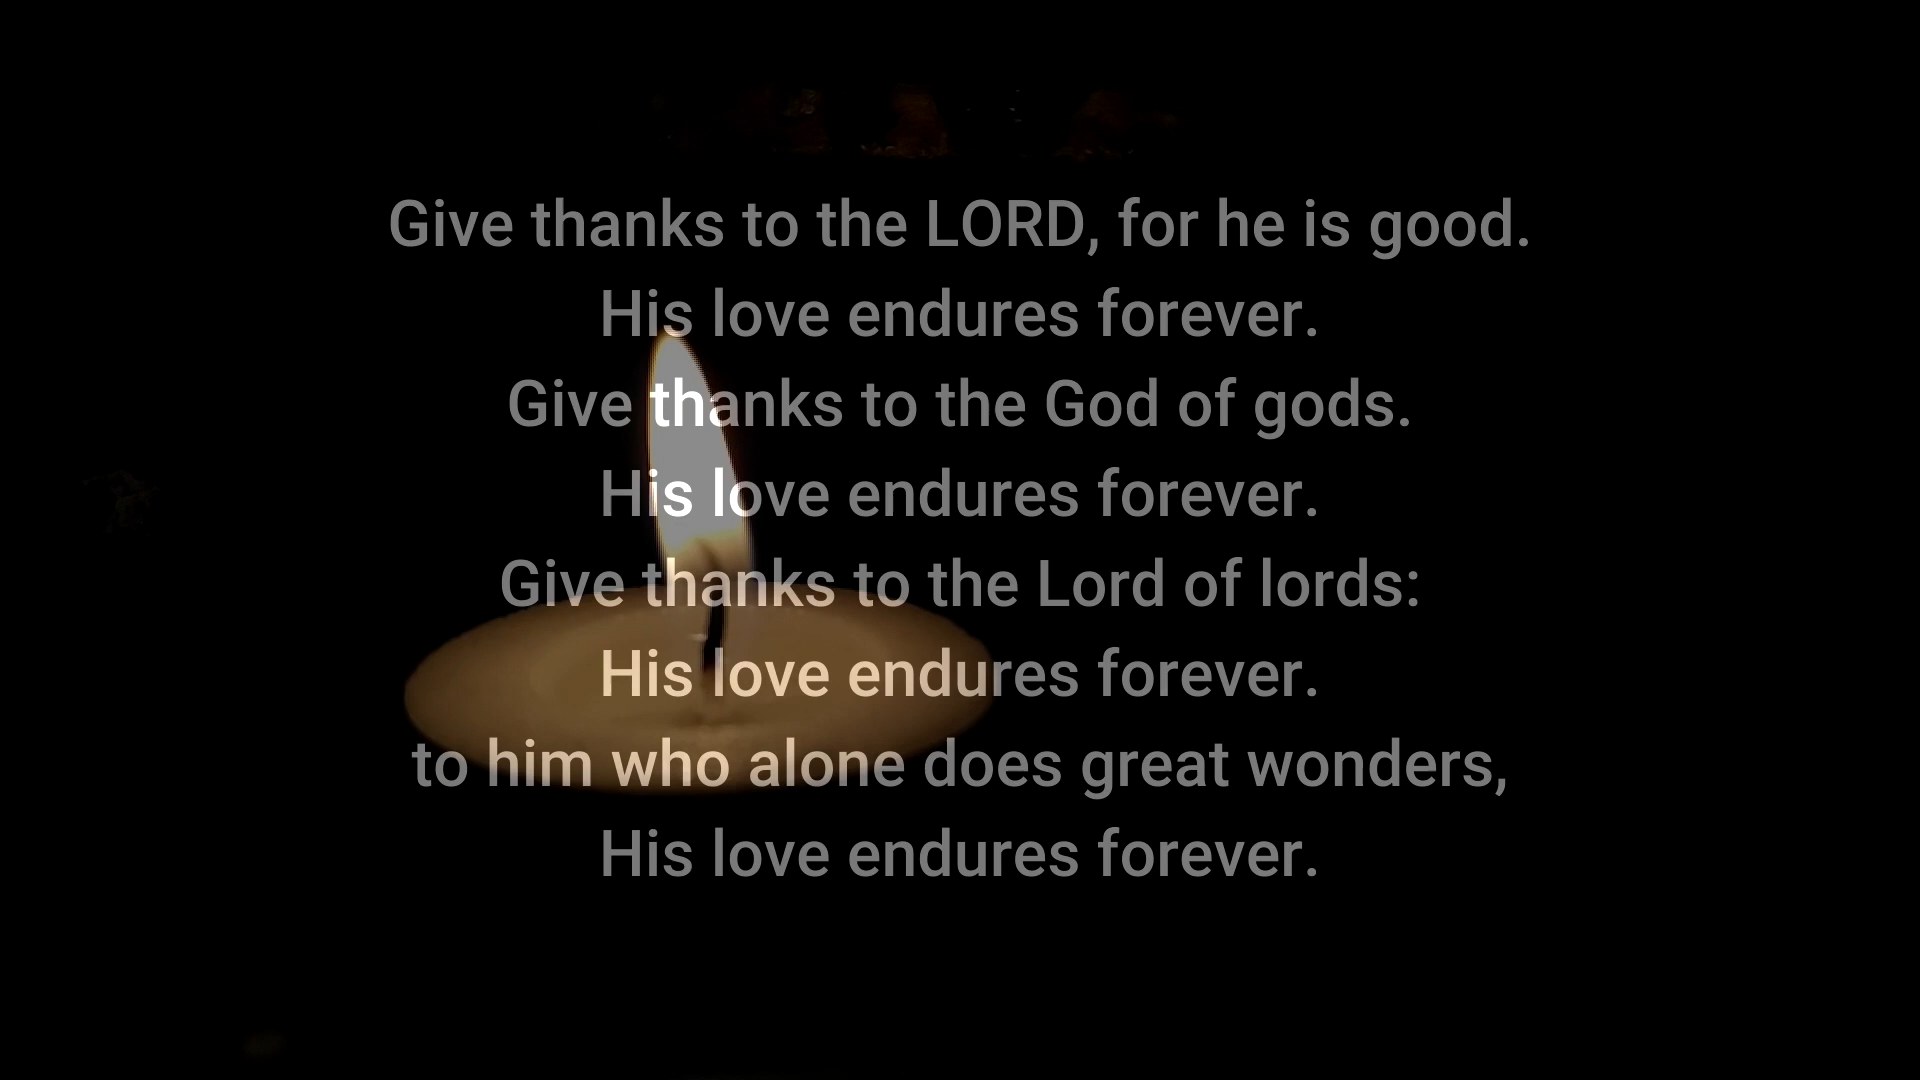 Give thanks to the LORD, for he is good.
His love endures forever.
Give thanks to the God of gods.
His love endures forever.
Give thanks to the Lord of lords:
His love endures forever.
to him who alone does great wonders,
His love endures forever.